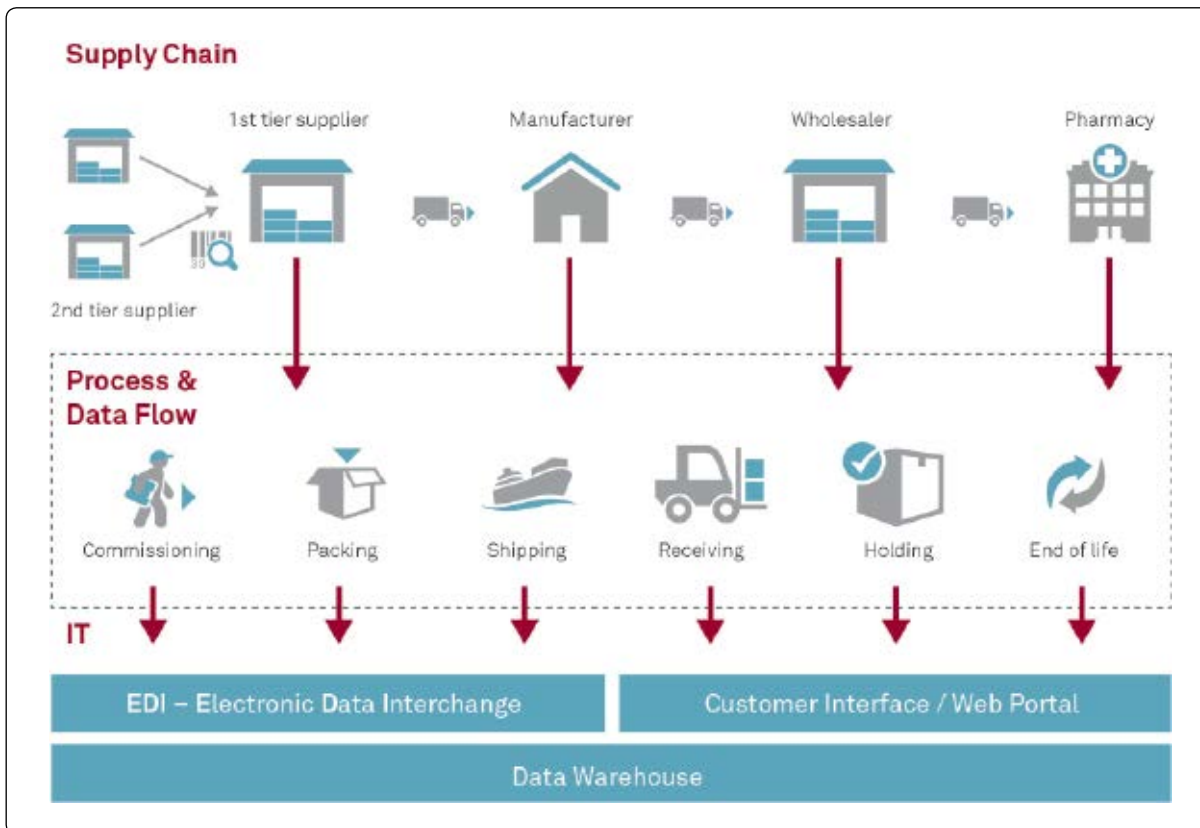 Supply Chain
1st tier supplier
Manufacturer
Wholesaler
Pharmacy
2nd tier supplier
Process &
Data Flow
Commissioning
Packing
Shipping
Receiving
Holding
End of life
IT
EDI – Electronic Data Interchange
Customer Interface / Web Portal
Data Warehouse